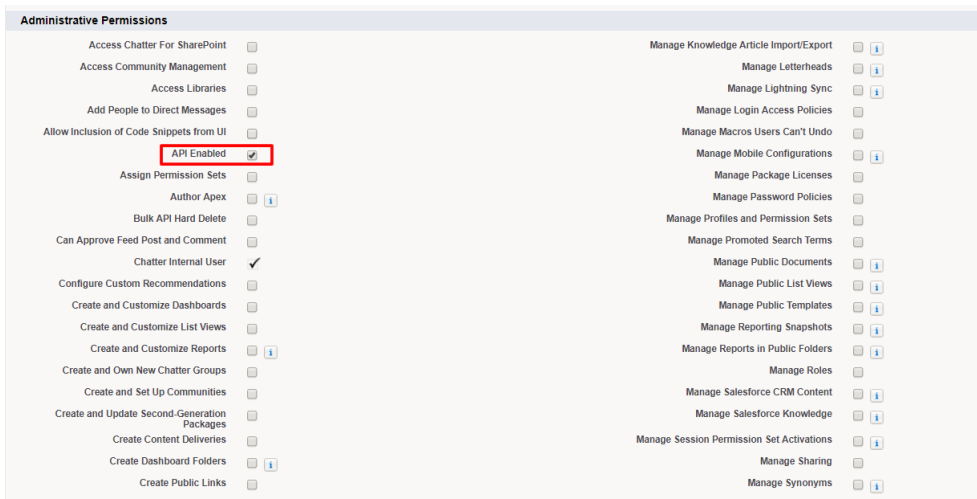 Administrative Permissions
Access Chatter For SharePoint
Access Community Management
Access Libraries
Add People to Direct Messages
Allow Inclusion of Code Snippets from UI
API Enabled
Assign Permission Sets
Author Apex
i
Bulk API Hard Delete
Can Approve Feed Post and Comment
Chatter Internal User
Configure Custom Recommendations
Create and Customize Dashboards
Create and Customize List Views
Create and Customize Reports
i
Create and Own New Chatter Groups
Create and Set Up Communities
Create and Update Second-Generation
Packages
Create Content Deliveries
Create Dashboard Folders
i
Create Public Links
Manage Knowledge Article Import/Export
i
Manage Letterheads
i
Manage Lightning Sync
i
Manage Login Access Policies
Manage Macros Users Can't Undo
Manage Mobile Configurations
i
Manage Package Licenses
Manage Password Policies
Manage Profiles and Permission Sets
Manage Promoted Search Terms
Manage Public Documents
i
Manage Public List Views
i
Manage Public Templates
i
Manage Reporting Snapshots
i
Manage Reports in Public Folders
i
Manage Roles
Manage Salesforce CRM Content
i
Manage Salesforce Knowledge
i
Manage Session Permission Set Activations
i
Manage Sharing
Manage Synonyms
i